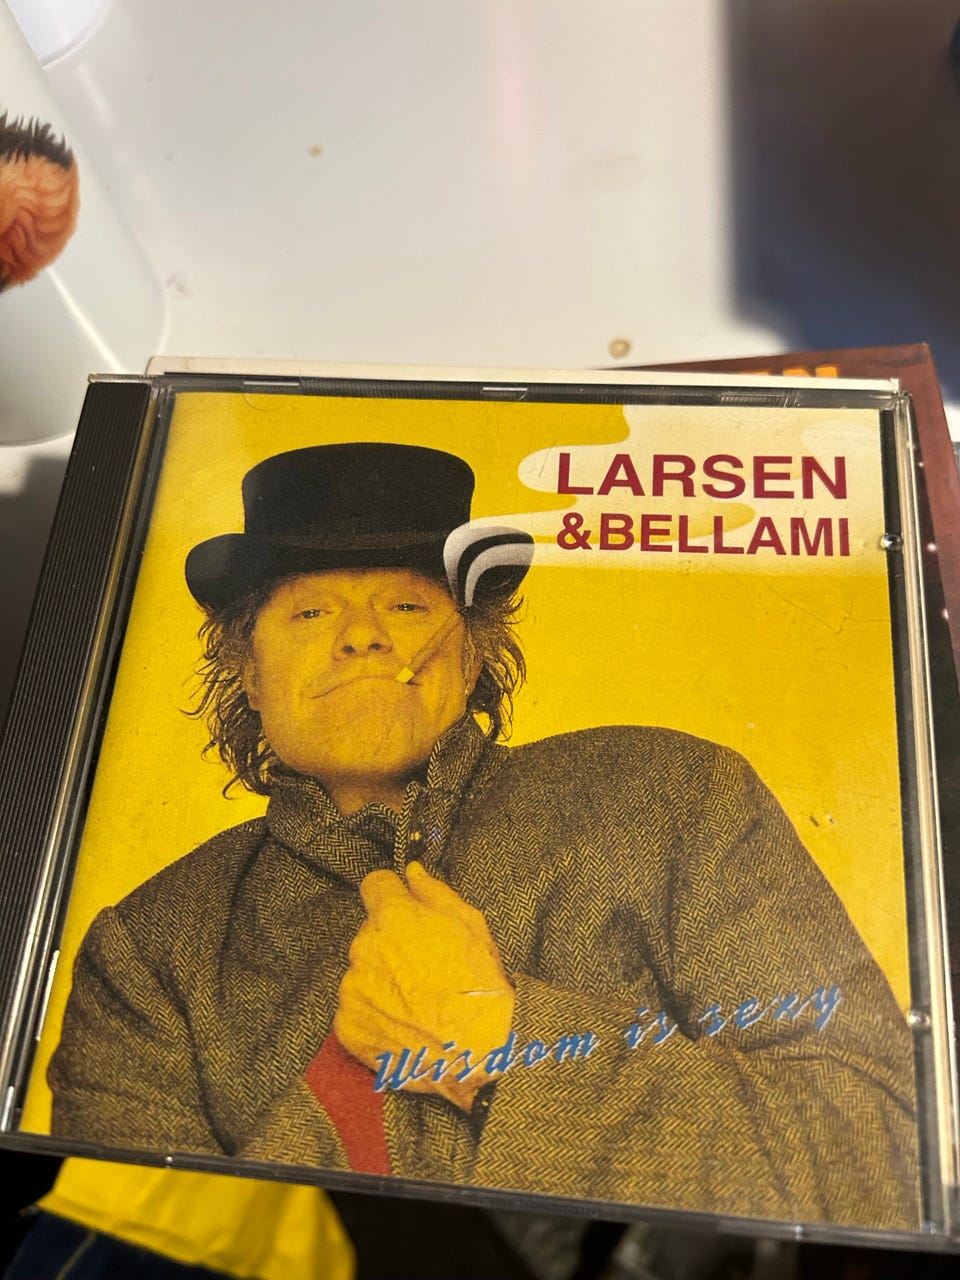 LARSEN
&BELLAMI
Wisdom is sexy